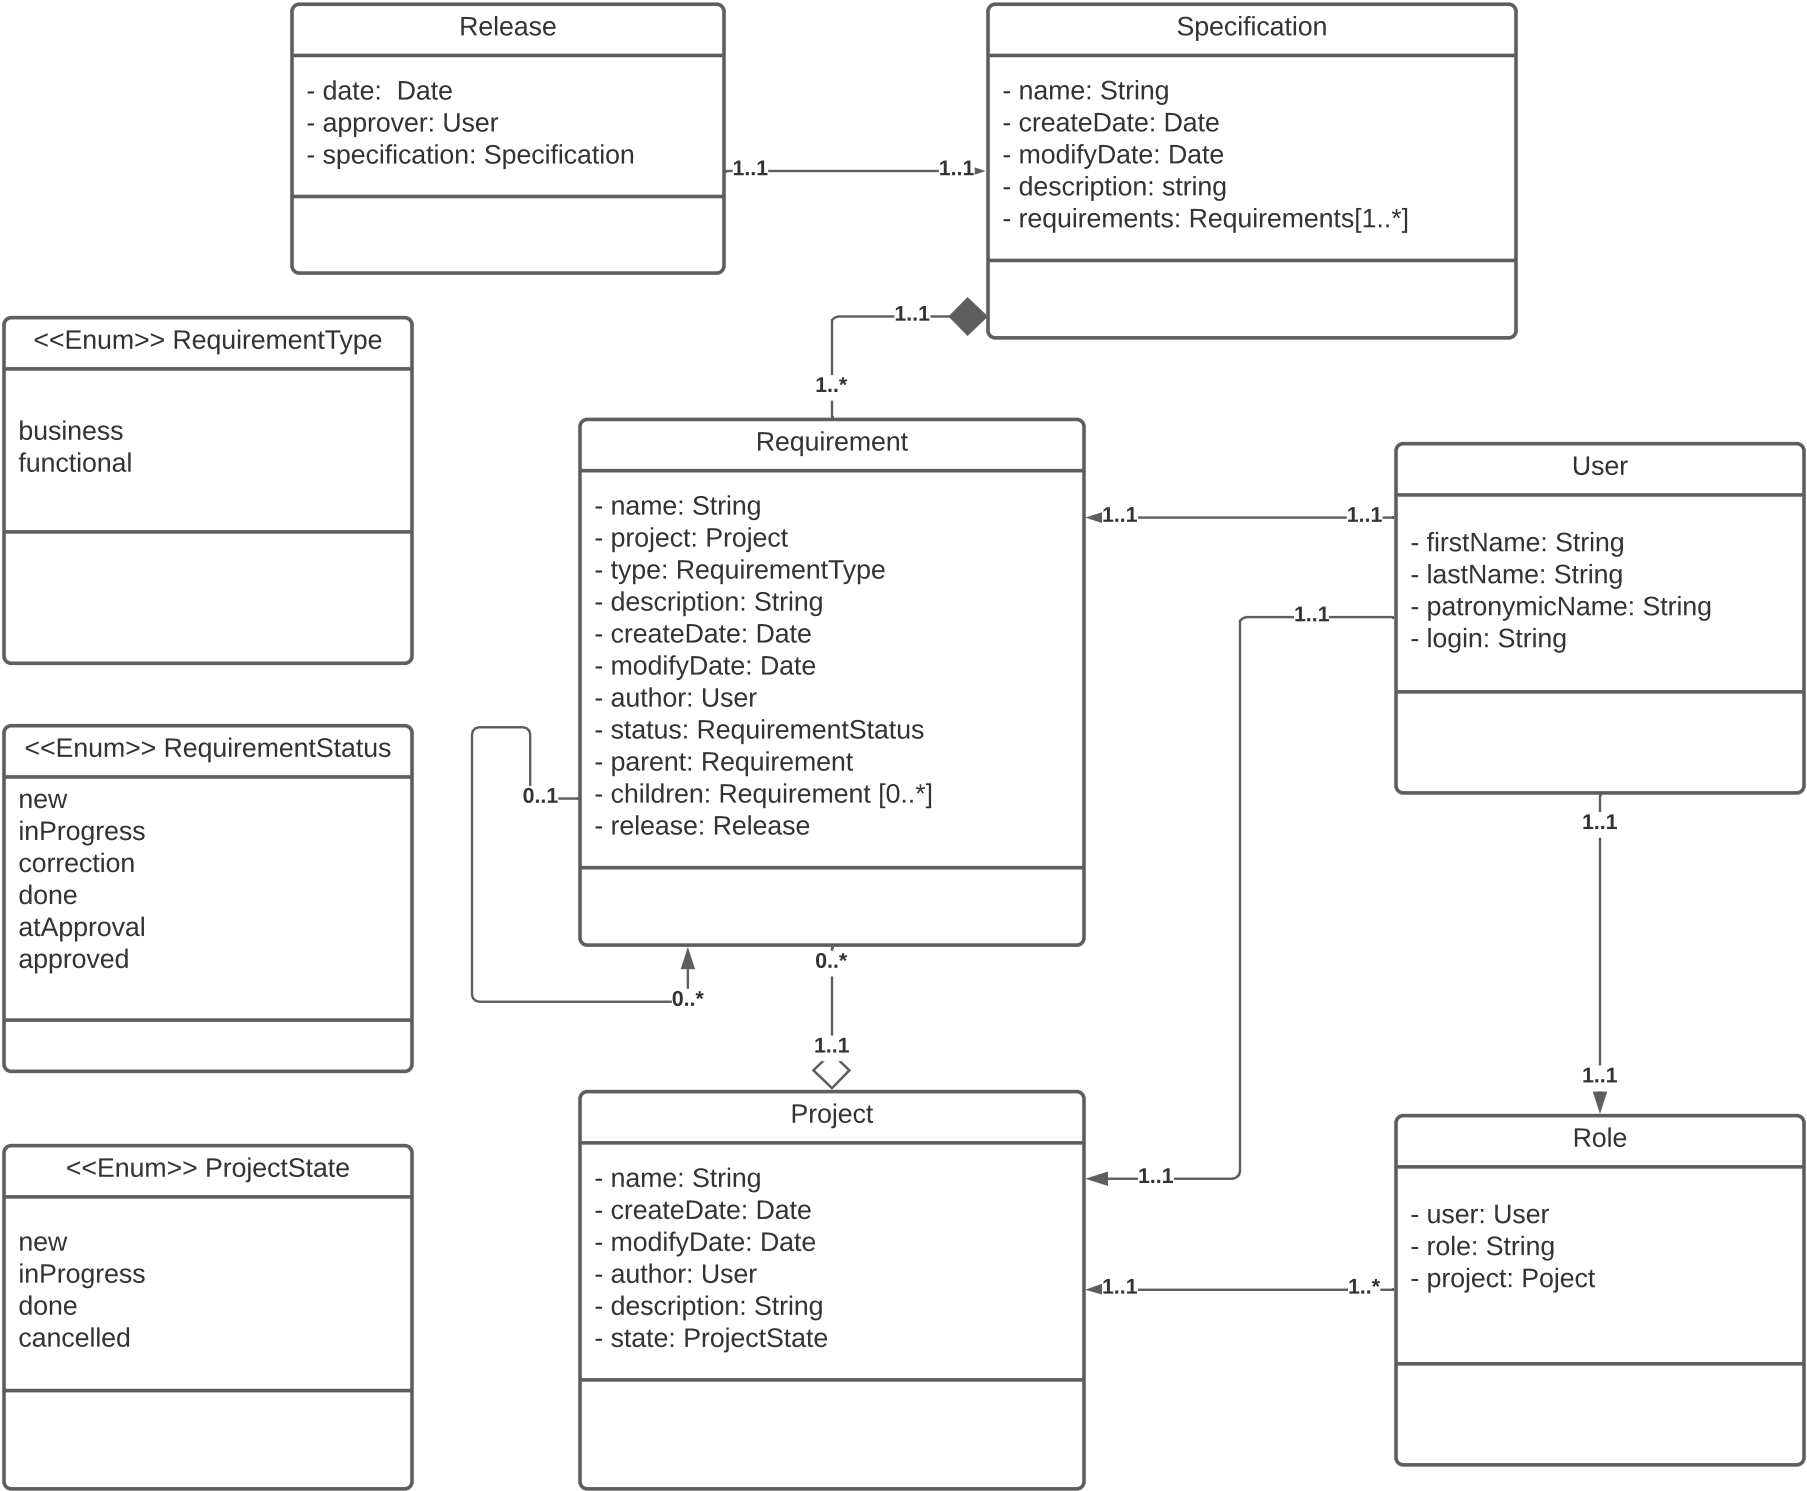 Release
- date:  Date
- approver: User
- specification: Specification
1..1
1..1
Specification
- name: String
- createDate: Date
- modifyDate: Date
- description: string
- requirements: Requirements[1..*]
1..1
1..*
<<Enum>> RequirementType
business
functional
Requirement
- name: String
- project: Project
- type: RequirementType
- description: String
- createDate: Date
- modifyDate: Date
- author: User
- status: RequirementStatus
- parent: Requirement
- children: Requirement [0..*]
- release: Release
1..1
1..1
User
- firstName: String
- lastName: String
- patronymicName: String
- login: String
1..1
<<Enum>> RequirementStatus
new
inProgress
correction
done
atApproval
approved
0..1
0..*
0..*
1..1
1..1
1..1
<<Enum>> ProjectState
new
inProgress
done
cancelled
Project
- name: String
- createDate: Date
- modifyDate: Date
- author: User
- description: String
- state: ProjectState
1..1
1..1
1..*
Role
- user: User
- role: String
- project: Poject